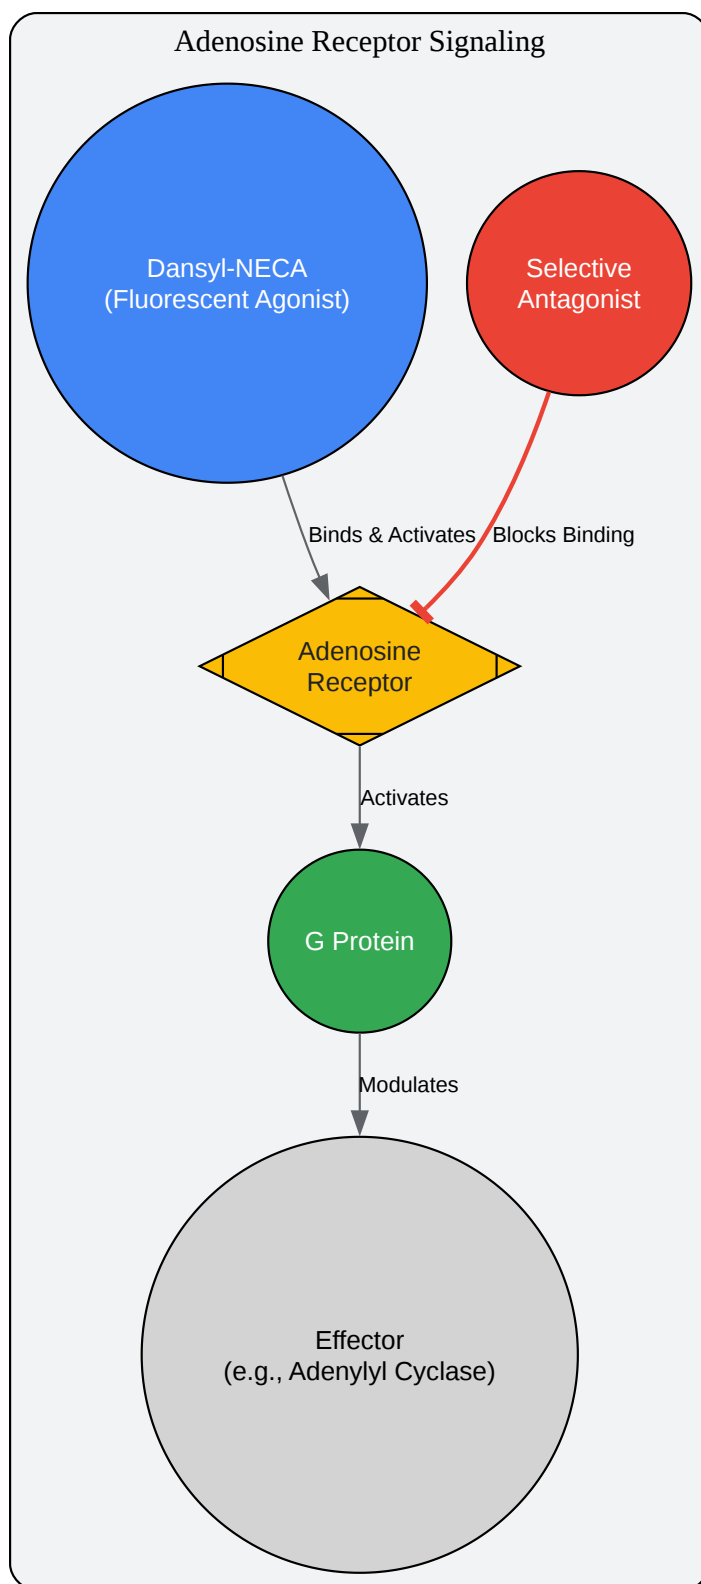 Adenosine Receptor Signaling
Dansyl-NECA
(Fluorescent Agonist)
Selective
Antagonist
Binds & Activates
Blocks Binding
Adenosine
Receptor
Activates
G Protein
Modulates
Effector
(e.g., Adenylyl Cyclase)